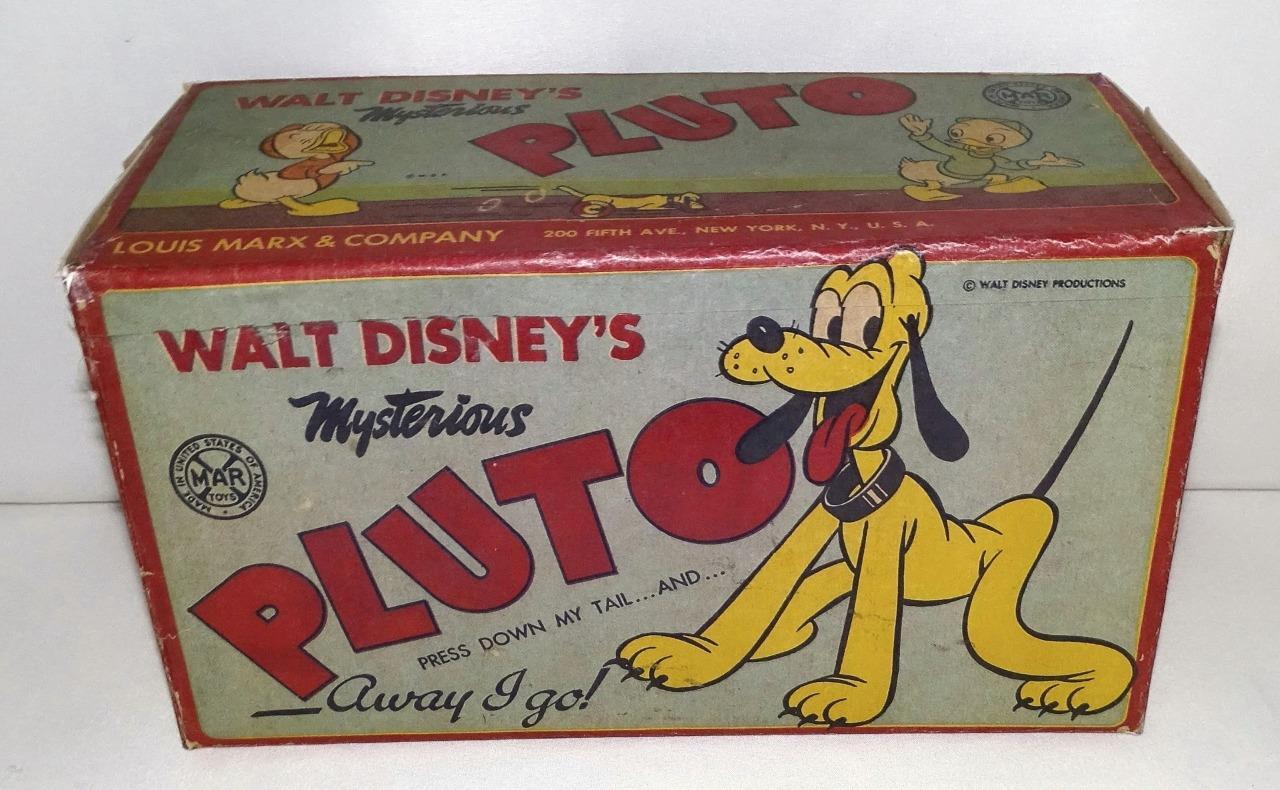 WALT DISNEY'S
Mysterious
PLUTO
MAR
LOUIS MARX & COMPANY 200 FIFTH AVE., NEW YORK, N. Y., U. S. A.
© WALT DISNEY PRODUCTIONS
WALT DISNEY'S
Mysterious
PLUTO
MADE IN UNITED STATES OF AMERICA
MAR
TOYS
PRESS DOWN MY TAIL...AND...
Away I go!